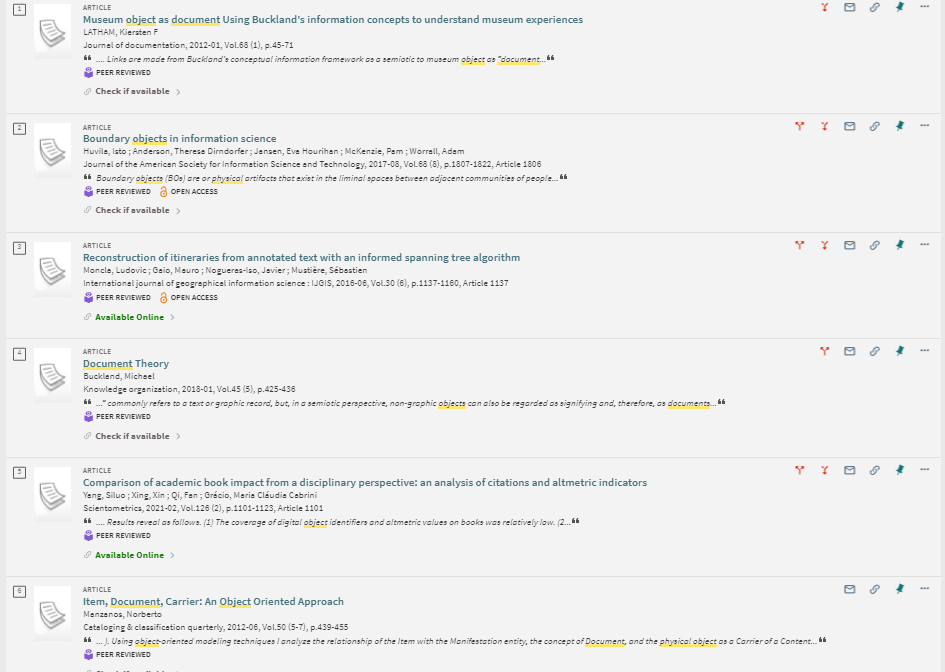 1
ARTICLE
Museum object as document Using Buckland's information concepts to understand museum experiences
LATHAM, Kiersten F
Journal of documentation, 2012-01, Vol.68 (1), p.45-71
❝ .... Links are made from Buckland's conceptual information framework as a semiotic to museum object as "document...❝
PEER REVIEWED
Check if available >
2
ARTICLE
Boundary objects in information science
Huvila, Isto ; Anderson, Theresa Dirndorfer ; Jansen, Eva Hourihan ; McKenzie, Pam ; Worrall, Adam
Journal of the American Society for Information Science and Technology, 2017-08, Vol.68 (8), p.1807-1822, Article 1806
❝ Boundary objects (BOs) are or physical artifacts that exist in the liminal spaces between adjacent communities of people...❝
PEER REVIEWED OPEN ACCESS
Check if available >
3
ARTICLE
Reconstruction of itineraries from annotated text with an informed spanning tree algorithm
Moncla, Ludovic ; Gaio, Mauro ; Nogueras-Iso, Javier ; Mustière, Sébastien
International journal of geographical information science : IJGIS, 2016-06, Vol.30 (6), p.1137-1160, Article 1137
PEER REVIEWED OPEN ACCESS
Available Online >
4
ARTICLE
Document Theory
Buckland, Michael
Knowledge organization, 2018-01, Vol.45 (5), p.425-436
❝ ..." commonly refers to a text or graphic record, but, in a semiotic perspective, non-graphic objects can also be regarded as signifying and, therefore, as documents...❝
PEER REVIEWED
Check if available >
5
ARTICLE
Comparison of academic book impact from a disciplinary perspective: an analysis of citations and altmetric indicators
Yang, Siluo ; Xing, Xin ; Qi, Fan ; Grácio, Maria Cláudia Cabrini
Scientometrics, 2021-02, Vol.126 (2), p.1101-1123, Article 1101
❝ .... Results reveal as follows. (1) The coverage of digital object identifiers and altmetric values on books was relatively low. (2...❝
PEER REVIEWED
Available Online >
6
ARTICLE
Item, Document, Carrier: An Object Oriented Approach
Manzanos, Norberto
Cataloging & classification quarterly, 2012-06, Vol.50 (5-7), p.439-455
❝ ... ). Using object-oriented modeling techniques I analyze the relationship of the Item with the Manifestation entity, the concept of Document, and the physical object as a Carrier of a Content...❝
PEER REVIEWED